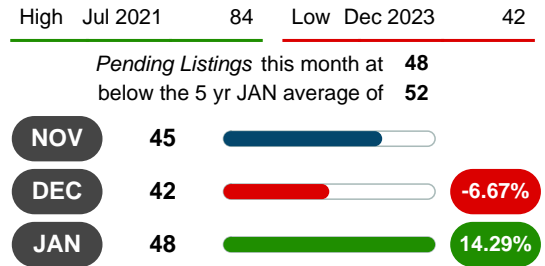 High Jul 2021 84 Low Dec 2023 42
Pending Listings this month at 48
below the 5 yr JAN average of 52
NOV 45
DEC 42 -6.67%
JAN 48 14.29%